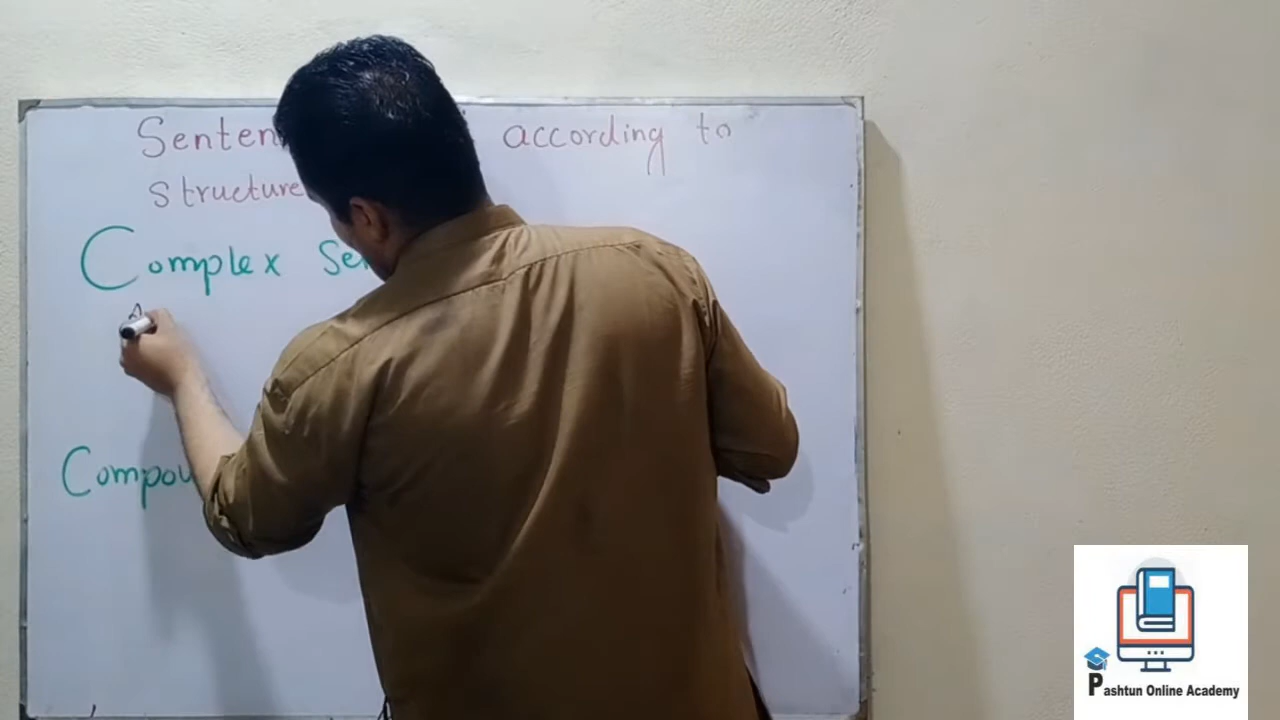 Senten according to
Structure
Complex Se
A
Compou
Pashtun Online Academy